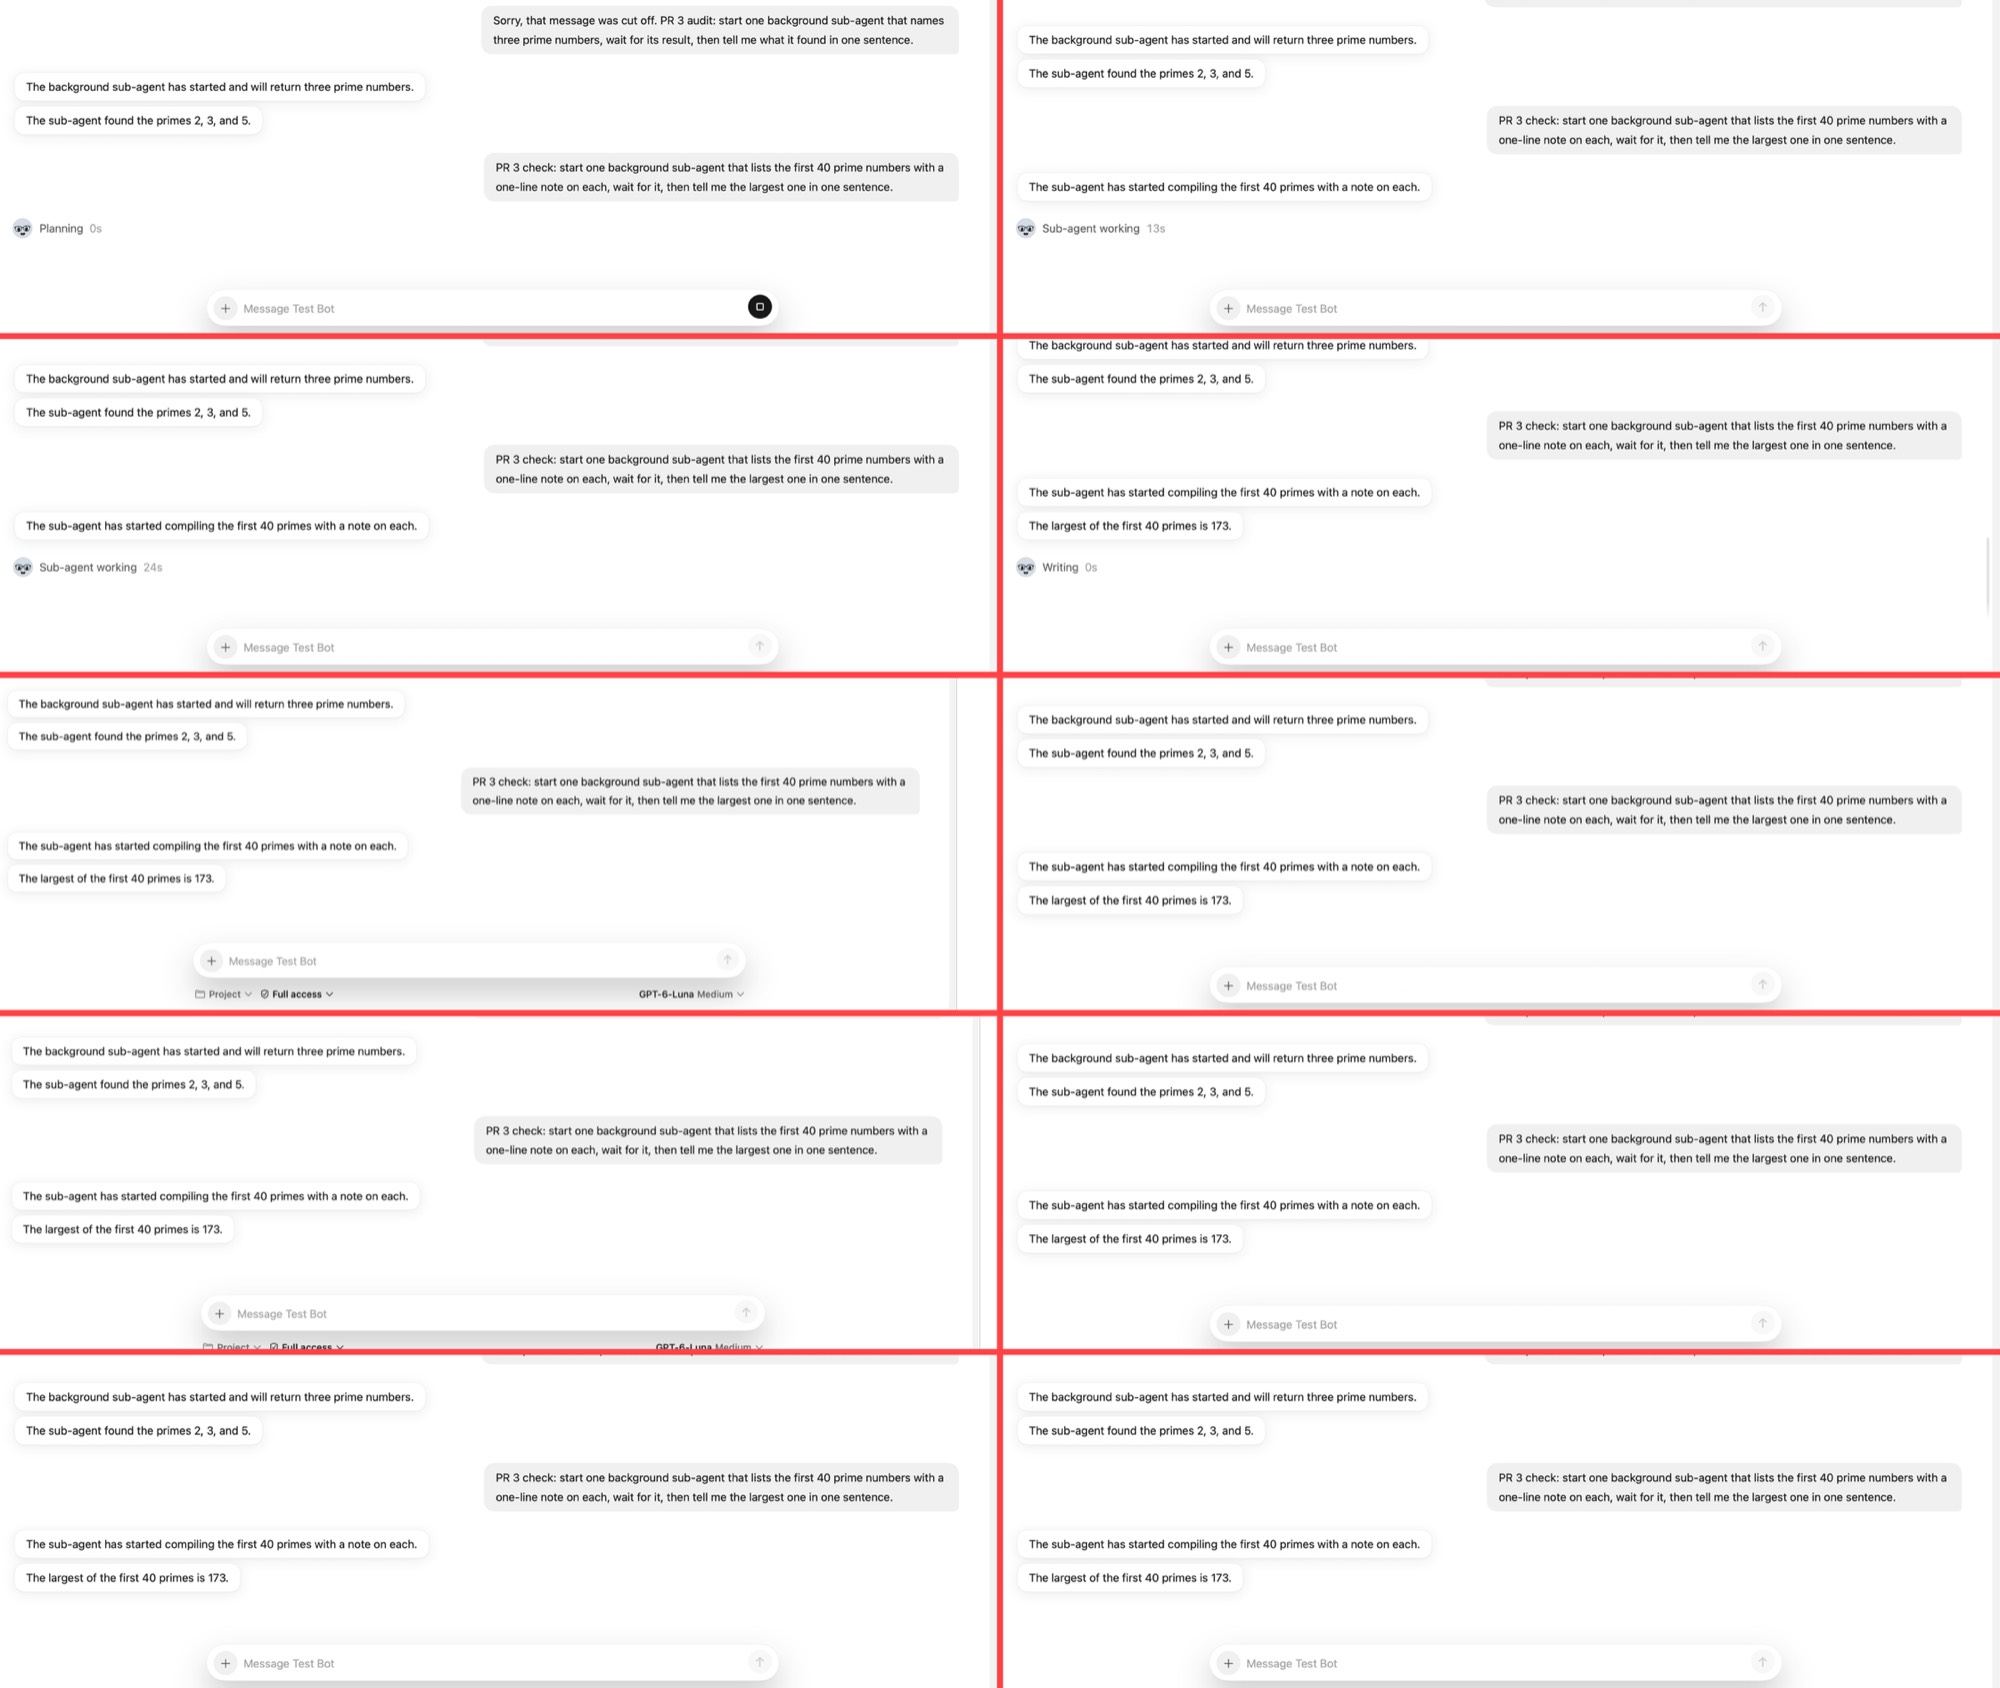 Sorry, that message was cut off. PR 3 audit: start one background sub-agent that names
three prime numbers, wait for its result, then tell me what it found in one sentence.
The background sub-agent has started and will return three prime numbers.
The sub-agent found the primes 2, 3, and 5.
PR 3 check: start one background sub-agent that lists the first 40 prime numbers with a
one-line note on each, wait for it, then tell me the largest one in one sentence.
Planning 0s
Message Test Bot
The background sub-agent has started and will return three prime numbers.
The sub-agent found the primes 2, 3, and 5.
PR 3 check: start one background sub-agent that lists the first 40 prime numbers with a
one-line note on each, wait for it, then tell me the largest one in one sentence.
The sub-agent has started compiling the first 40 primes with a note on each.
Sub-agent working 13s
Message Test Bot
The background sub-agent has started and will return three prime numbers.
The sub-agent found the primes 2, 3, and 5.
PR 3 check: start one background sub-agent that lists the first 40 prime numbers with a
one-line note on each, wait for it, then tell me the largest one in one sentence.
The sub-agent has started compiling the first 40 primes with a note on each.
Sub-agent working 24s
Message Test Bot
The background sub-agent has started and will return three prime numbers.
The sub-agent found the primes 2, 3, and 5.
PR 3 check: start one background sub-agent that lists the first 40 prime numbers with a
one-line note on each, wait for it, then tell me the largest one in one sentence.
The sub-agent has started compiling the first 40 primes with a note on each.
The largest of the first 40 primes is 173.
Writing 0s
Message Test Bot
The background sub-agent has started and will return three prime numbers.
The sub-agent found the primes 2, 3, and 5.
PR 3 check: start one background sub-agent that lists the first 40 prime numbers with a
one-line note on each, wait for it, then tell me the largest one in one sentence.
The sub-agent has started compiling the first 40 primes with a note on each.
The largest of the first 40 primes is 173.
Message Test Bot
Project Full access GPT-6-Luna Medium
The background sub-agent has started and will return three prime numbers.
The sub-agent found the primes 2, 3, and 5.
PR 3 check: start one background sub-agent that lists the first 40 prime numbers with a
one-line note on each, wait for it, then tell me the largest one in one sentence.
The sub-agent has started compiling the first 40 primes with a note on each.
The largest of the first 40 primes is 173.
Message Test Bot
The background sub-agent has started and will return three prime numbers.
The sub-agent found the primes 2, 3, and 5.
PR 3 check: start one background sub-agent that lists the first 40 prime numbers with a
one-line note on each, wait for it, then tell me the largest one in one sentence.
The sub-agent has started compiling the first 40 primes with a note on each.
The largest of the first 40 primes is 173.
Message Test Bot
Project Full access GPT-6-Luna Medium
The background sub-agent has started and will return three prime numbers.
The sub-agent found the primes 2, 3, and 5.
PR 3 check: start one background sub-agent that lists the first 40 prime numbers with a
one-line note on each, wait for it, then tell me the largest one in one sentence.
The sub-agent has started compiling the first 40 primes with a note on each.
The largest of the first 40 primes is 173.
Message Test Bot
The background sub-agent has started and will return three prime numbers.
The sub-agent found the primes 2, 3, and 5.
PR 3 check: start one background sub-agent that lists the first 40 prime numbers with a
one-line note on each, wait for it, then tell me the largest one in one sentence.
The sub-agent has started compiling the first 40 primes with a note on each.
The largest of the first 40 primes is 173.
Message Test Bot
The background sub-agent has started and will return three prime numbers.
The sub-agent found the primes 2, 3, and 5.
PR 3 check: start one background sub-agent that lists the first 40 prime numbers with a
one-line note on each, wait for it, then tell me the largest one in one sentence.
The sub-agent has started compiling the first 40 primes with a note on each.
The largest of the first 40 primes is 173.
Message Test Bot